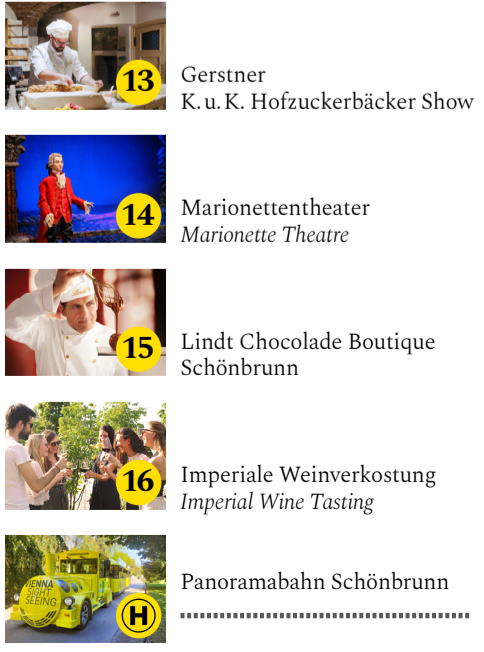 13
Gerstner
K. u. K. Hofzuckerbäcker Show
14
Marionettentheater
Marionette Theatre
15
Lindt Chocolade Boutique
Schönbrunn
16
Imperiale Weinverkostung
Imperial Wine Tasting
VIENNA
SIGHT
SEEING
H
Panoramabahn Schönbrunn